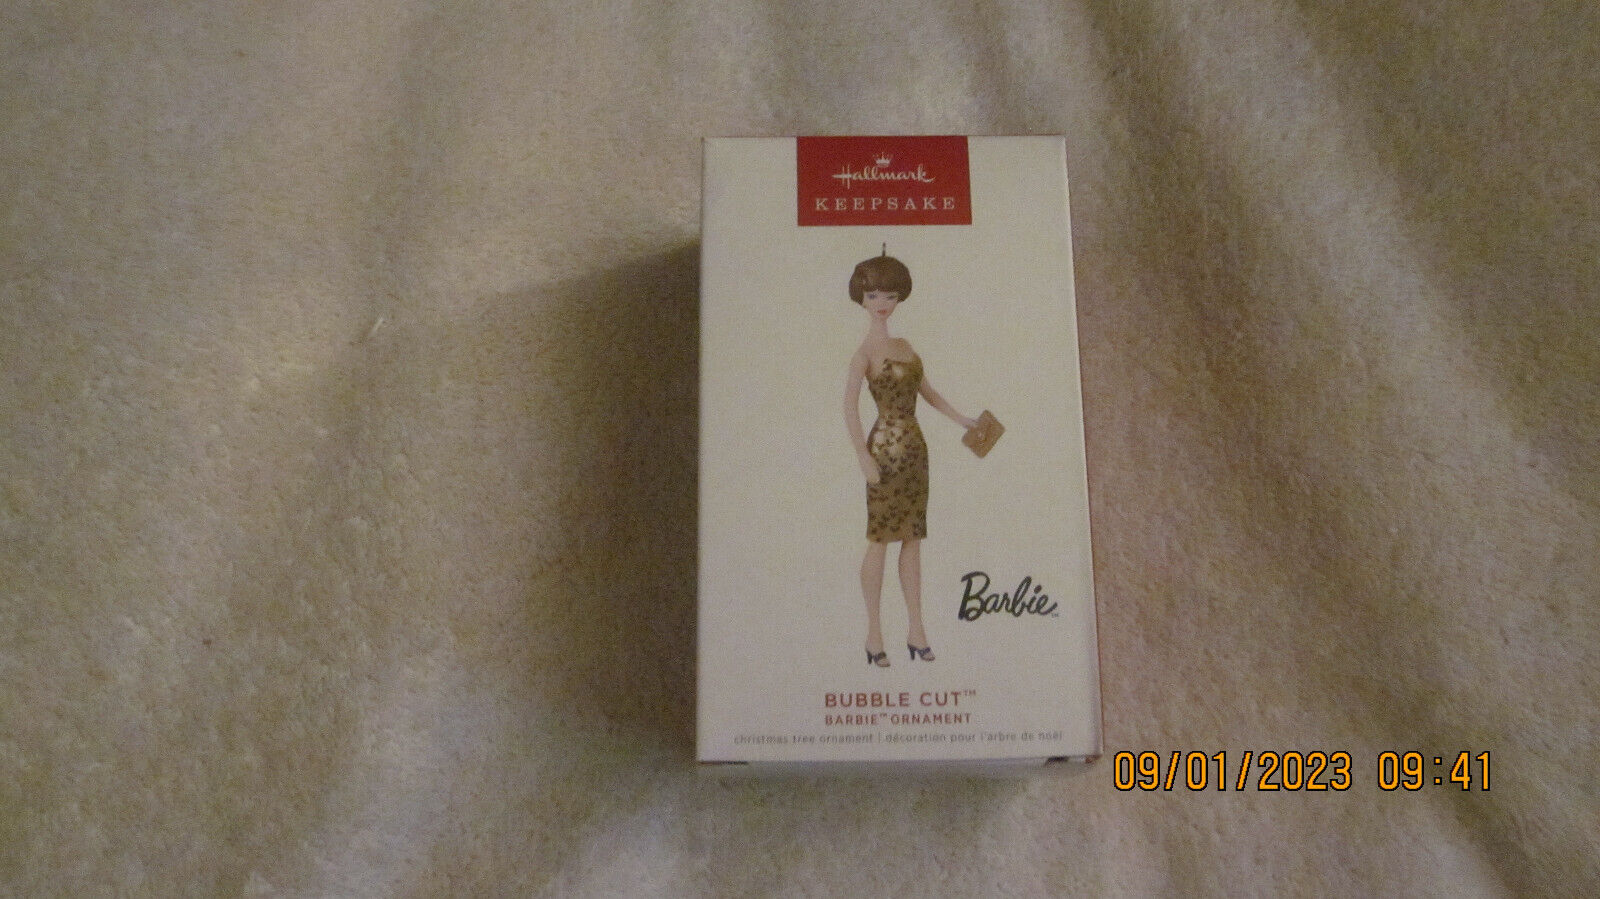 Hallmark
KEEPSAKE
Barbie™
BUBBLE CUT™
BARBIE™ ORNAMENT
christmas tree ornament | décoration pour l'arbre de noël
09/01/2023 09:41